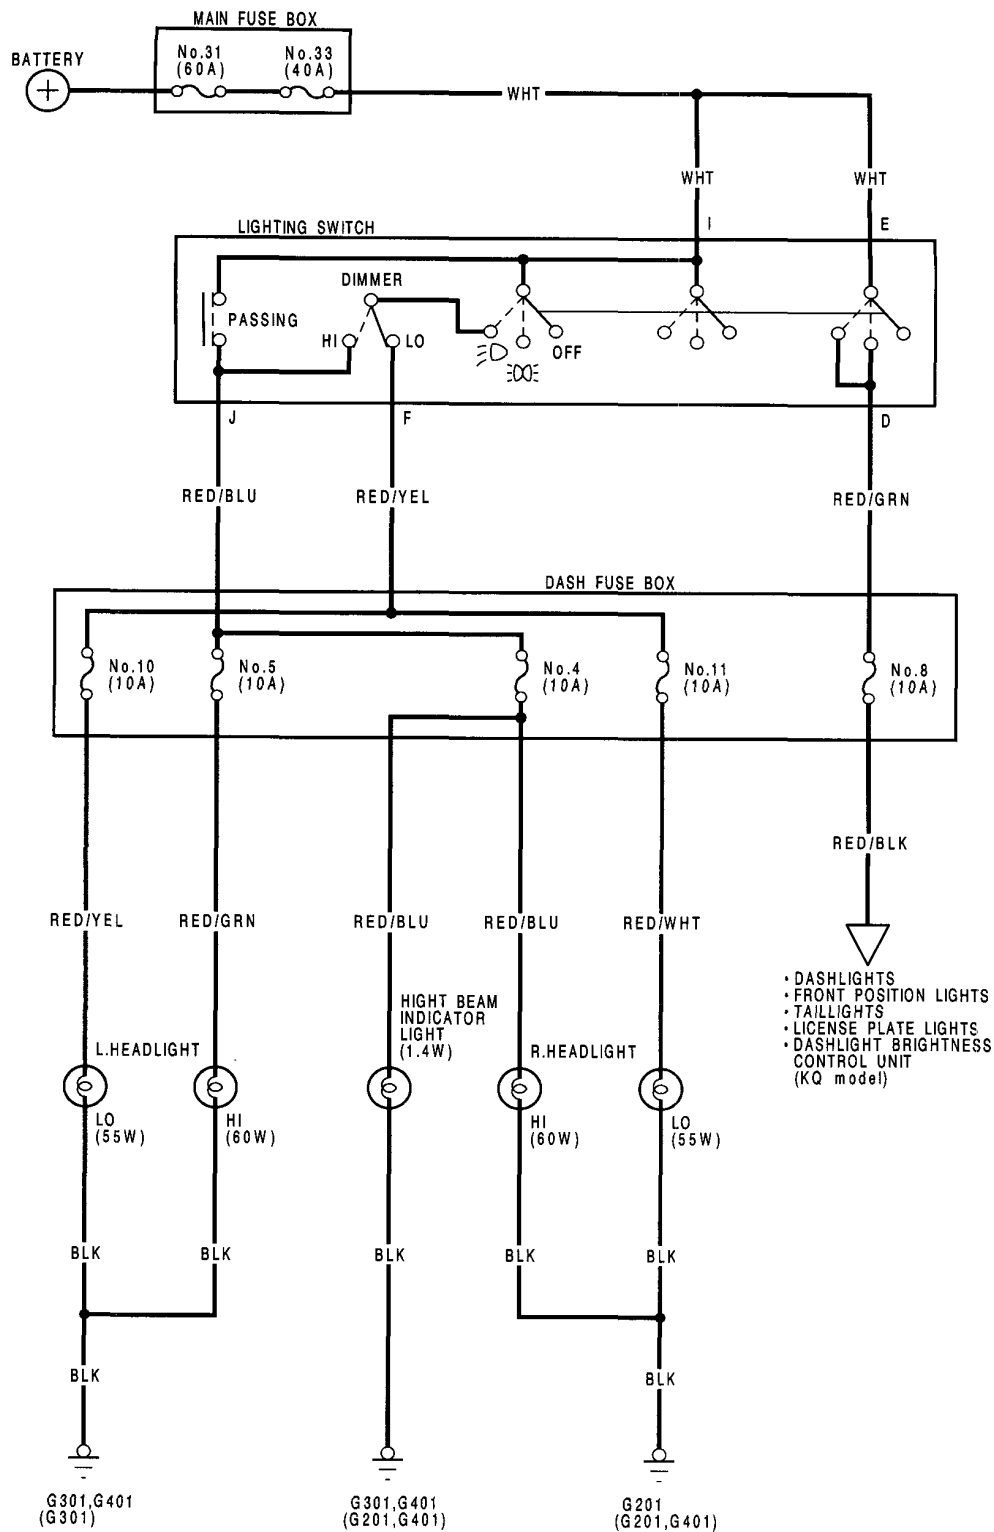 MAIN FUSE BOX
BATTERY
No.31
(60A)
No.33
(40A)
WHT
WHT
WHT
I
E
LIGHTING SWITCH
DIMMER
PASSING
HI
LO
OFF
J
F
D
RED/BLU
RED/YEL
RED/GRN
DASH FUSE BOX
No.10
(10A)
No.5
(10A)
No.4
(10A)
No.11
(10A)
No.8
(10A)
RED/BLK
RED/YEL
RED/GRN
RED/BLU
RED/BLU
RED/WHT
• DASHLIGHTS
• FRONT POSITION LIGHTS
• TAILLIGHTS
• LICENSE PLATE LIGHTS
• DASHLIGHT BRIGHTNESS
CONTROL UNIT
(KQ model)
HIGHT BEAM
INDICATOR
LIGHT
(1.4W)
L.HEADLIGHT
R.HEADLIGHT
LO
(55W)
HI
(60W)
HI
(60W)
LO
(55W)
BLK
BLK
BLK
BLK
BLK
BLK
BLK
G301,G401
(G301)
G301,G401
(G201,G401)
G201
(G201,G401)